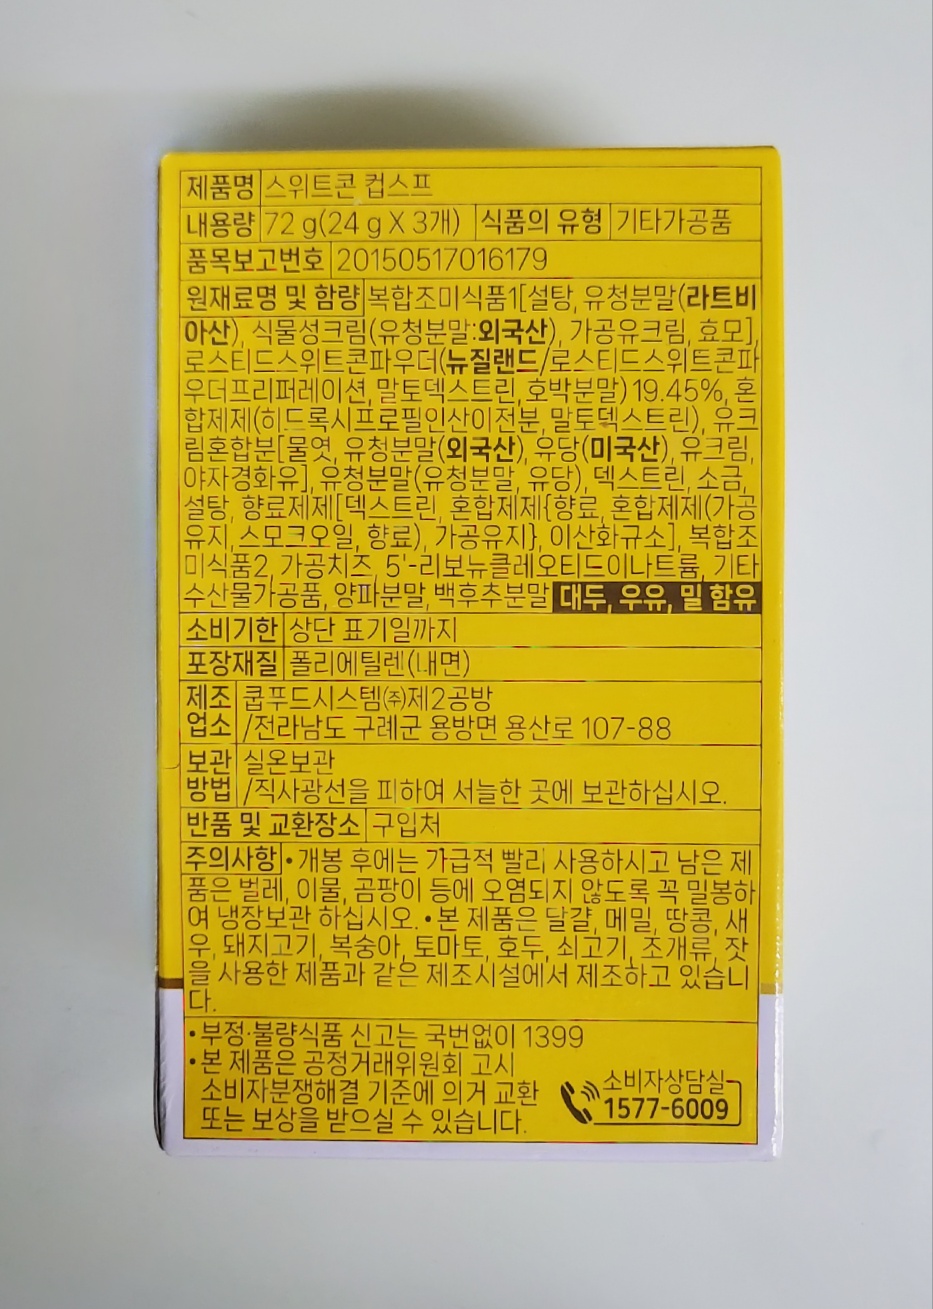 제품명 스위트콘 컵스프
내용량 72 g(24 g X 3개) 식품의 유형 기타가공품
품목보고번호 20150517016179
원재료명 및 함량 복합조미식품1[설탕, 유청분말(라트비
아산), 식물성크림(유청분말:외국산), 가공유크림, 효모],
로스티드스위트콘파우더(뉴질랜드/로스티드스위트콘파
우더프리퍼레이션, 말토덱스트린, 호박분말) 19.45%, 혼
합제제(히드록시프로필인산이전분, 말토덱스트린), 유크
림혼합분[물엿, 유청분말(외국산), 유당(미국산), 유크림,
야자경화유], 유청분말(유청분말, 유당), 덱스트린, 소금,
설탕, 향료제제[덱스트린, 혼합제제{향료, 혼합제제(가공
유지, 스모크오일, 향료), 가공유지}, 이산화규소], 복합조
미식품2, 가공치즈, 5'-리보뉴클레오티드이나트륨, 기타
수산물가공품, 양파분말, 백후추분말 대두, 우유, 밀 함유
소비기한 상단 표기일까지
포장재질 폴리에틸렌(내면)
제조 쿱푸드시스템㈜제2공방
업소 /전라남도 구례군 용방면 용산로 107-88
보관 실온보관
방법 /직사광선을 피하여 서늘한 곳에 보관하십시오.
반품 및 교환장소 구입처
주의사항 • 개봉 후에는 가급적 빨리 사용하시고 남은 제
품은 벌레, 이물, 곰팡이 등에 오염되지 않도록 꼭 밀봉하
여 냉장보관 하십시오. • 본 제품은 달걀, 메밀, 땅콩, 새
우, 돼지고기, 복숭아, 토마토, 호두, 쇠고기, 조개류, 잣
을 사용한 제품과 같은 제조시설에서 제조하고 있습니
다.
• 부정·불량식품 신고는 국번없이 1399
• 본 제품은 공정거래위원회 고시
소비자분쟁해결 기준에 의거 교환
또는 보상을 받으실 수 있습니다.
소비자상담실
1577-6009